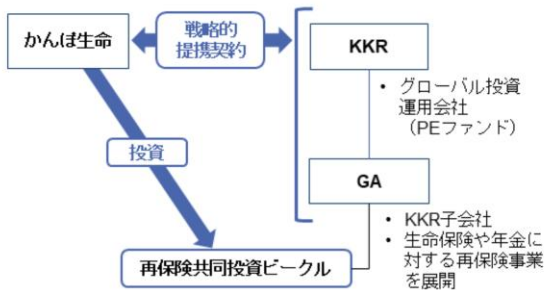 かんぽ生命
戦略的
提携契約
KKR
• グローバル投資
運用会社
（PEファンド）
投資
GA
• KKR子会社
• 生命保険や年金に
対する再保険事業
を展開
再保険共同投資ビークル